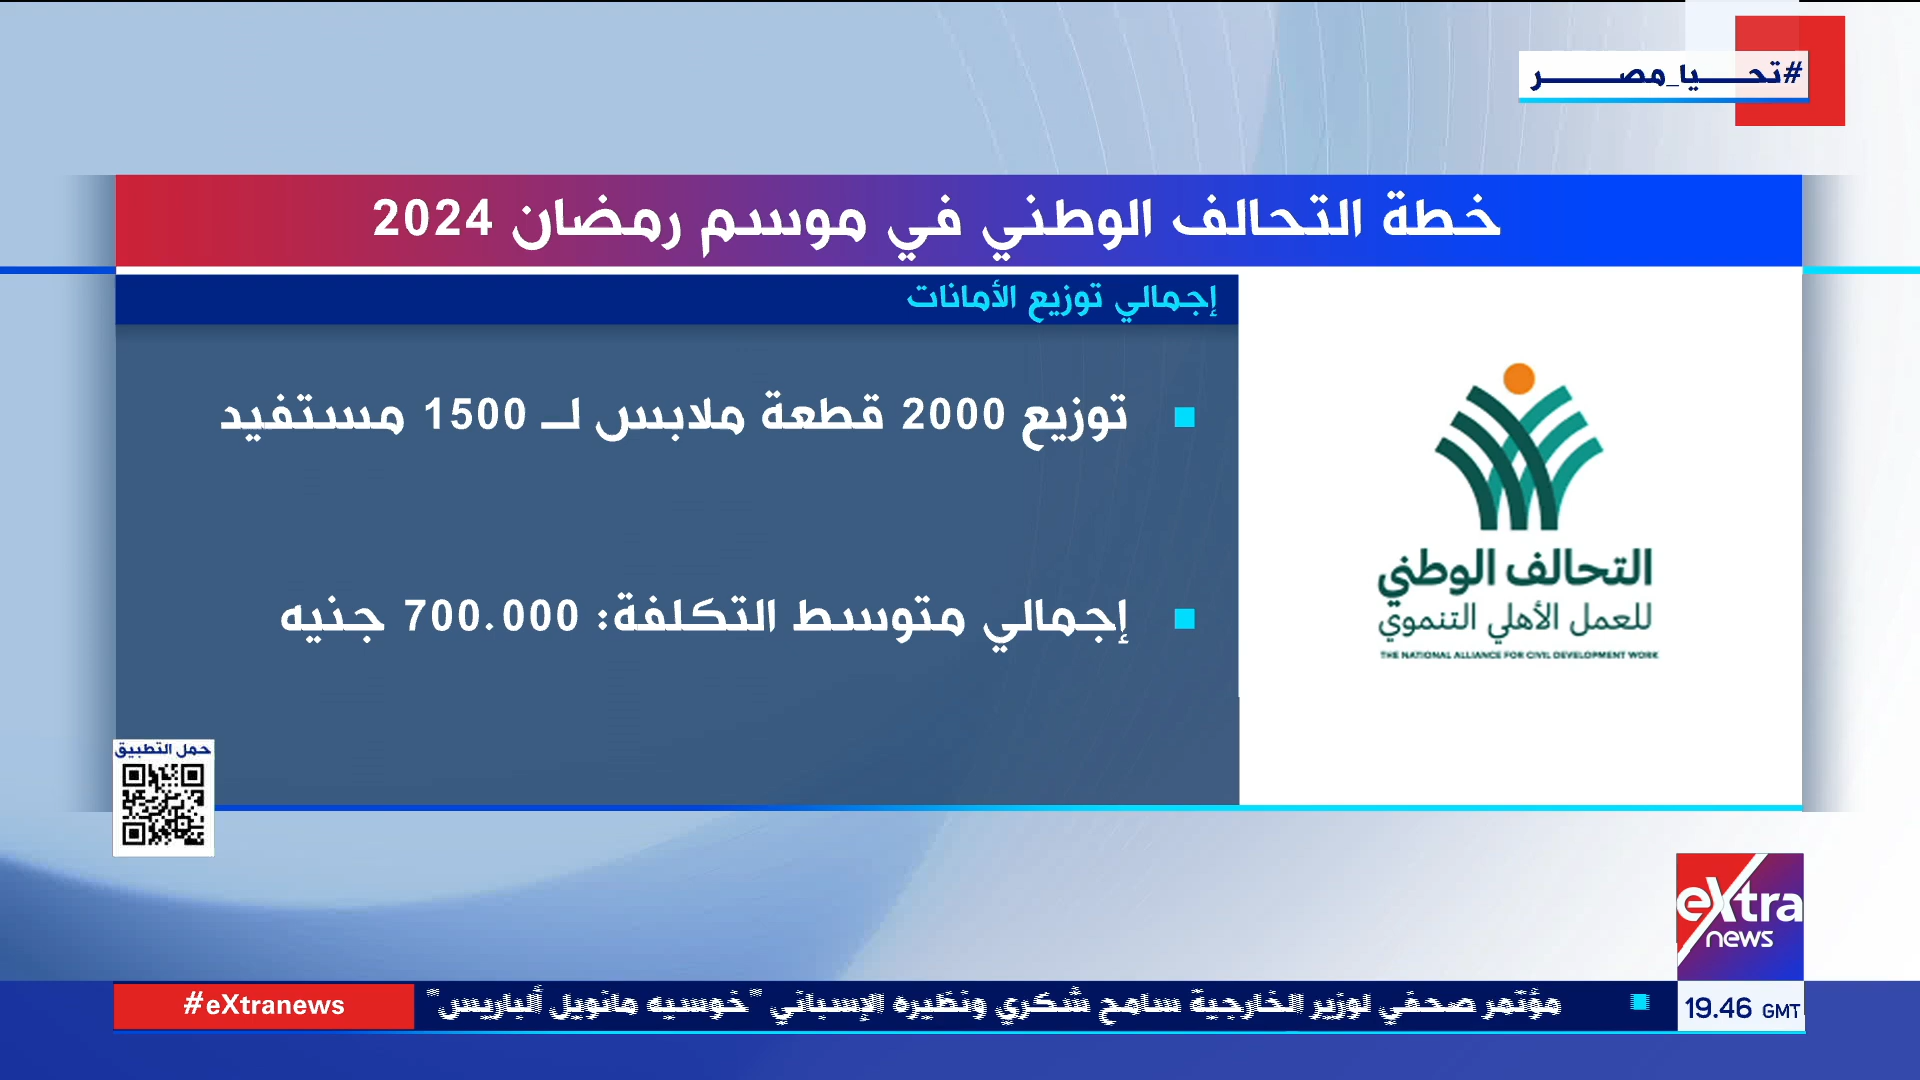 #تحـــيا_مصـــــر
خطة التحالف الوطني في موسم رمضان 2024
إجمالي توزيع الأمانات
توزيع 2000 قطعة ملابس لــ 1500 مستفيد
إجمالي متوسط التكلفة: 700.000 جنيه
التحالف الوطني
للعمل الأهلي التنموي
THE NATIONAL ALLIANCE FOR CIVIL DEVELOPMENT WORK
حمل التطبيق
eXtra
news
مؤتمر صحفي لوزير الخارجية سامح شكري ونظيره الإسباني "خوسيه مانويل ألباريس"
#eXtranews
19.46 GMT